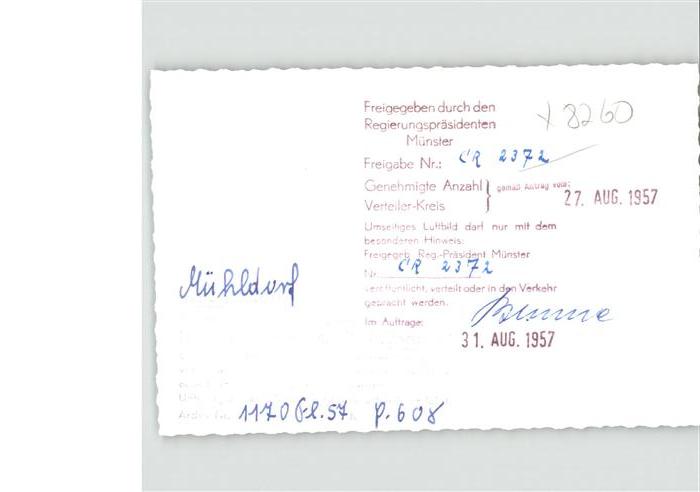 Freigegeben durch den
Regierungspräsidenten
Münster
x 8260
Freigabe Nr.: CR 2372
Genehmigte Anzahl
Verteiler-Kreis
gemäß Antrag vom:
27. AUG. 1957
Umseitiges Luftbild darf nur mit dem
besonderen Hinweis:
Freigegeb. Reg.-Präsident Münster
Nr. CR 2372
veröffentlicht, verteilt oder in den Verkehr
gebracht werden.
Im Auftrage:
31. AUG. 1957
Mühldorf
1170 57 p. 608